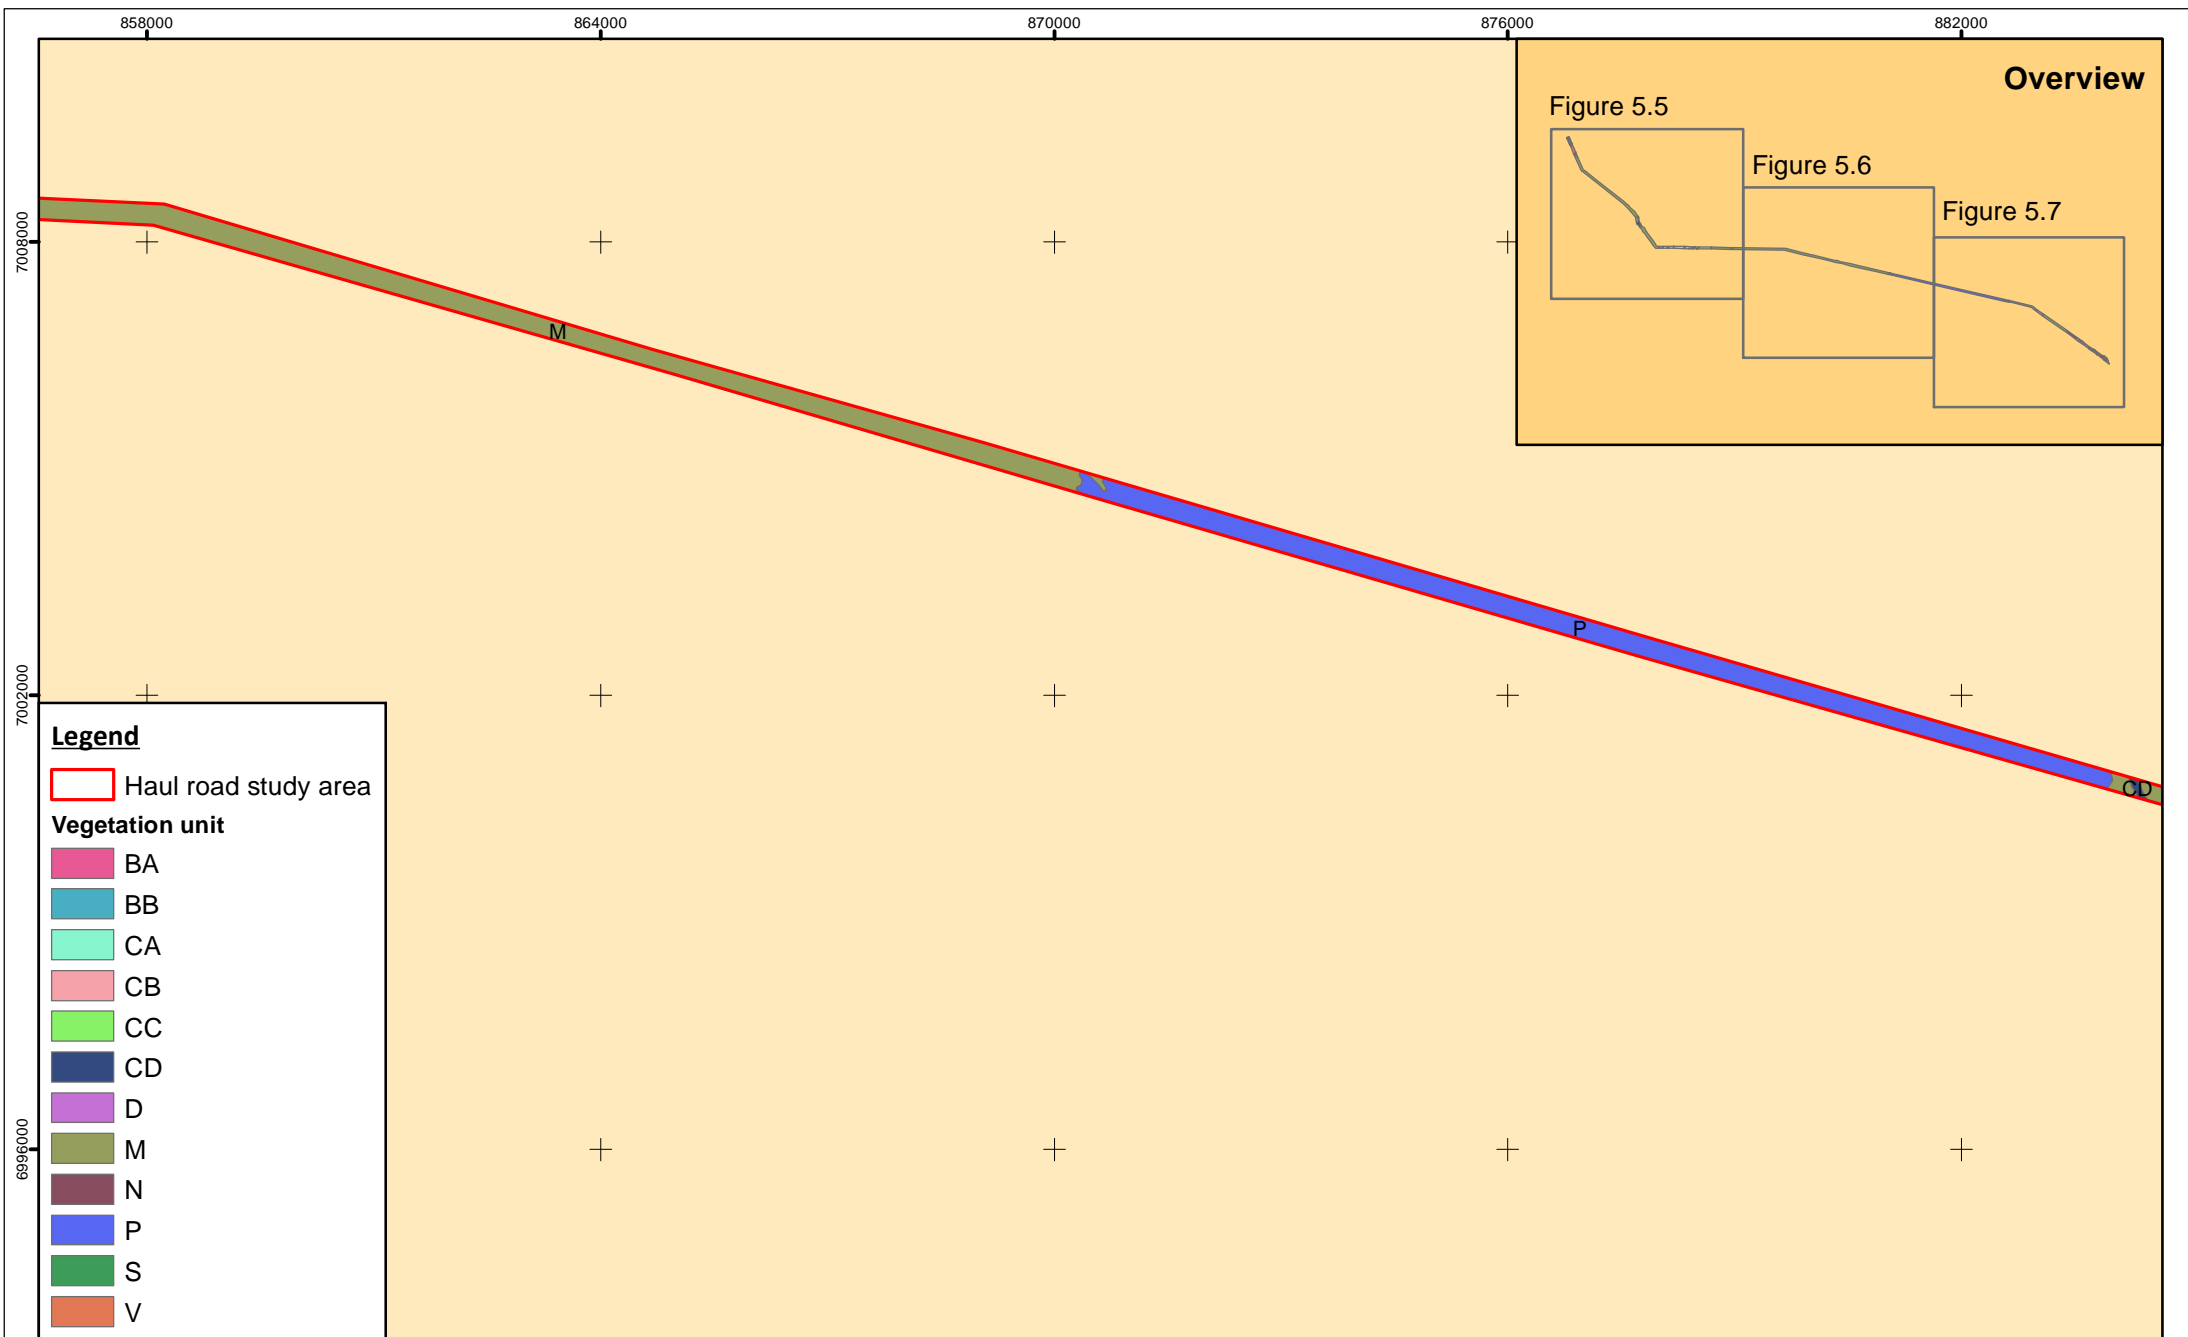 858000
864000
870000
876000
882000
Overview
Figure 5.5
Figure 5.6
Figure 5.7
7008000
M
P
7002000
CD
Legend
Haul road study area
Vegetation unit
BA
BB
CA
CB
CC
CD
D
M
N
P
S
V
6996000